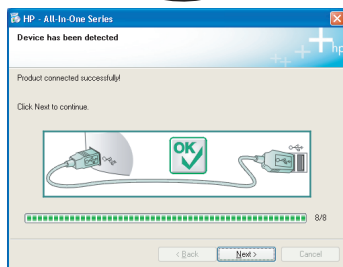 HP - All-In-One Series
Device has been detected
hp
Product connected successfully!
Click Next to continue.
OK
8/8
< Back Next > Cancel